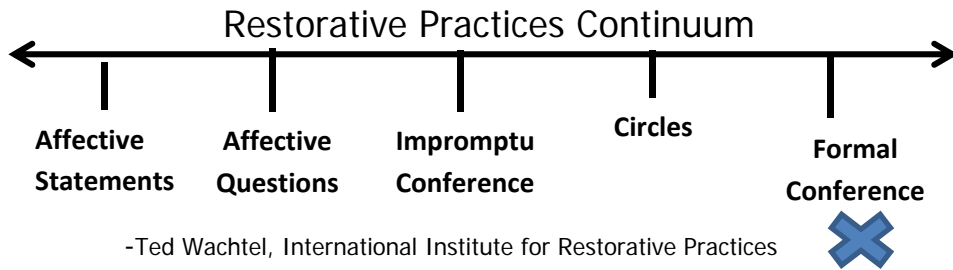 Restorative Practices Continuum
Affective
Statements
Affective
Questions
Impromptu
Conference
Circles
Formal
Conference
-Ted Wachtel, International Institute for Restorative Practices